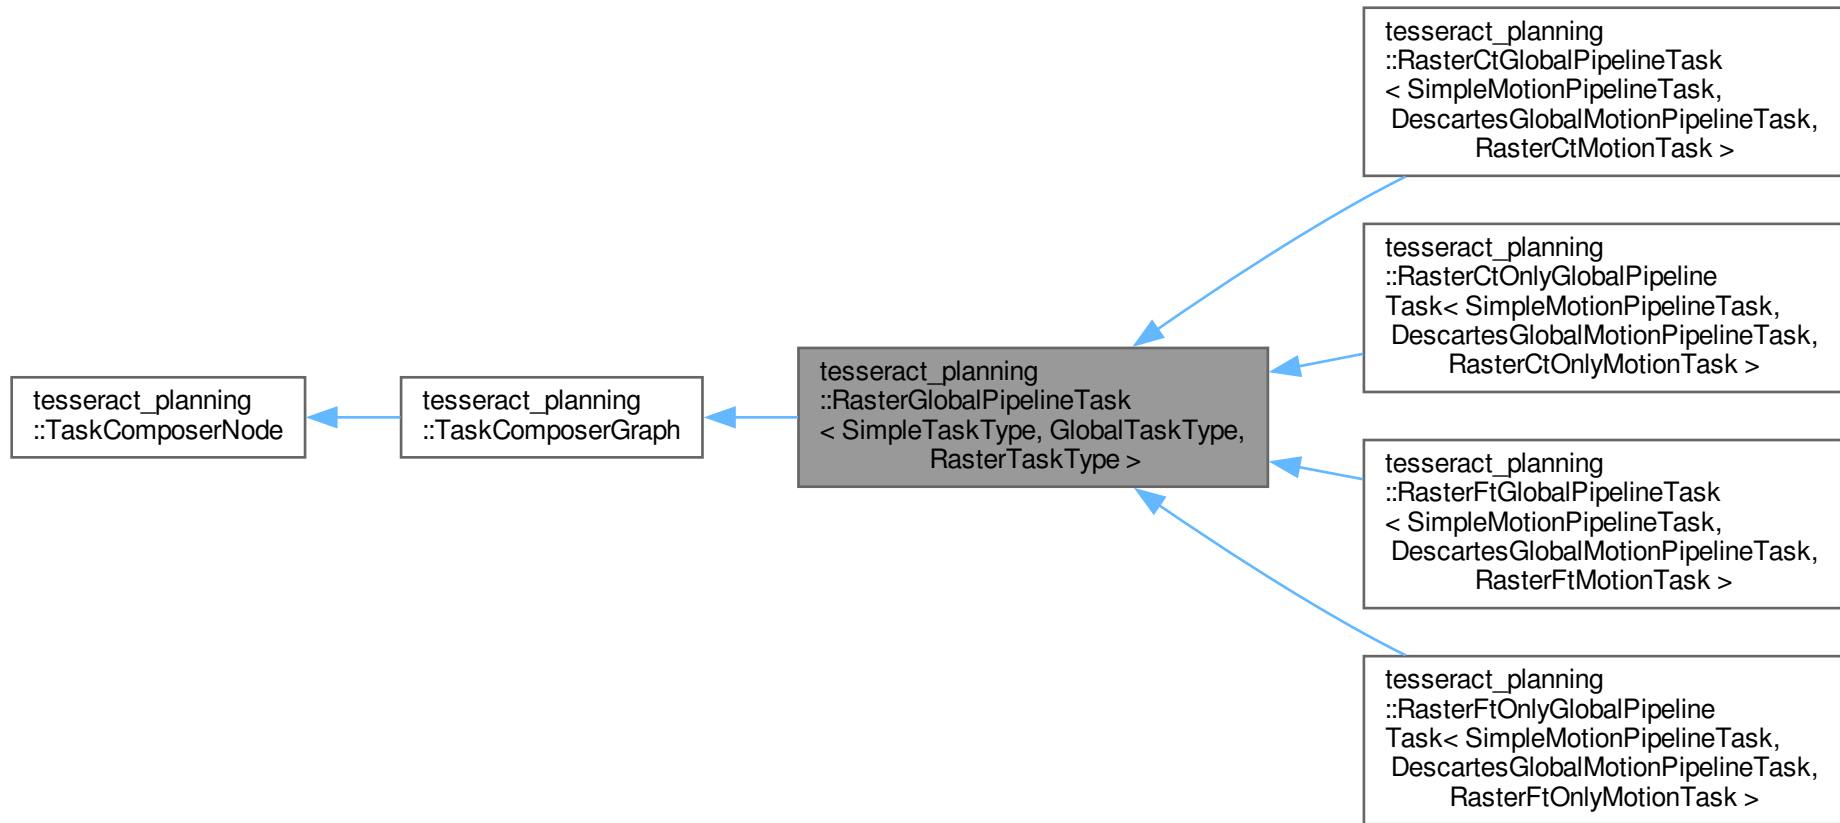 tesseract_planning
::TaskComposerNode
tesseract_planning
::TaskComposerGraph
tesseract_planning
::RasterGlobalPipelineTask
< SimpleTaskType, GlobalTaskType,
RasterTaskType >
tesseract_planning
::RasterCtGlobalPipelineTask
< SimpleMotionPipelineTask,
DescartesGlobalMotionPipelineTask,
RasterCtMotionTask >
tesseract_planning
::RasterCtOnlyGlobalPipeline
Task< SimpleMotionPipelineTask,
DescartesGlobalMotionPipelineTask,
RasterCtOnlyMotionTask >
tesseract_planning
::RasterFtGlobalPipelineTask
< SimpleMotionPipelineTask,
DescartesGlobalMotionPipelineTask,
RasterFtMotionTask >
tesseract_planning
::RasterFtOnlyGlobalPipeline
Task< SimpleMotionPipelineTask,
DescartesGlobalMotionPipelineTask,
RasterFtOnlyMotionTask >